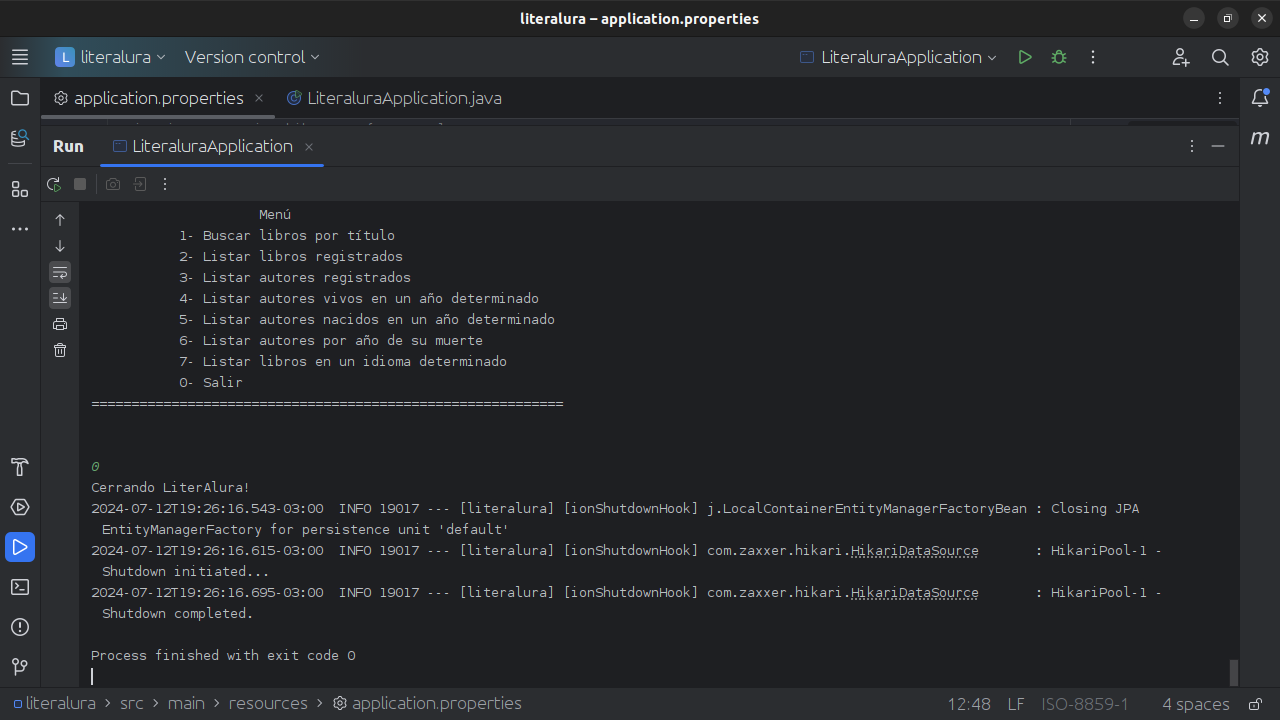 literalura – application.properties
L literalura Version control LiteraluraApplication
application.properties LiteraluraApplication.java
Run LiteraluraApplication
m
Menú
1- Buscar libros por título
2- Listar libros registrados
3- Listar autores registrados
4- Listar autores vivos en un año determinado
5- Listar autores nacidos en un año determinado
6- Listar autores por año de su muerte
7- Listar libros en un idioma determinado
0- Salir
===========================================================
0
Cerrando LiterAlura!
2024-07-12T19:26:16.543-03:00  INFO 19017 --- [literalura] [ionShutdownHook] j.LocalContainerEntityManagerFactoryBean : Closing JPA
EntityManagerFactory for persistence unit 'default'
2024-07-12T19:26:16.615-03:00  INFO 19017 --- [literalura] [ionShutdownHook] com.zaxxer.hikari.HikariDataSource       : HikariPool-1 -
Shutdown initiated...
2024-07-12T19:26:16.695-03:00  INFO 19017 --- [literalura] [ionShutdownHook] com.zaxxer.hikari.HikariDataSource       : HikariPool-1 -
Shutdown completed.
Process finished with exit code 0
literalura > src > main > resources > application.properties 12:48 LF ISO-8859-1 4 spaces